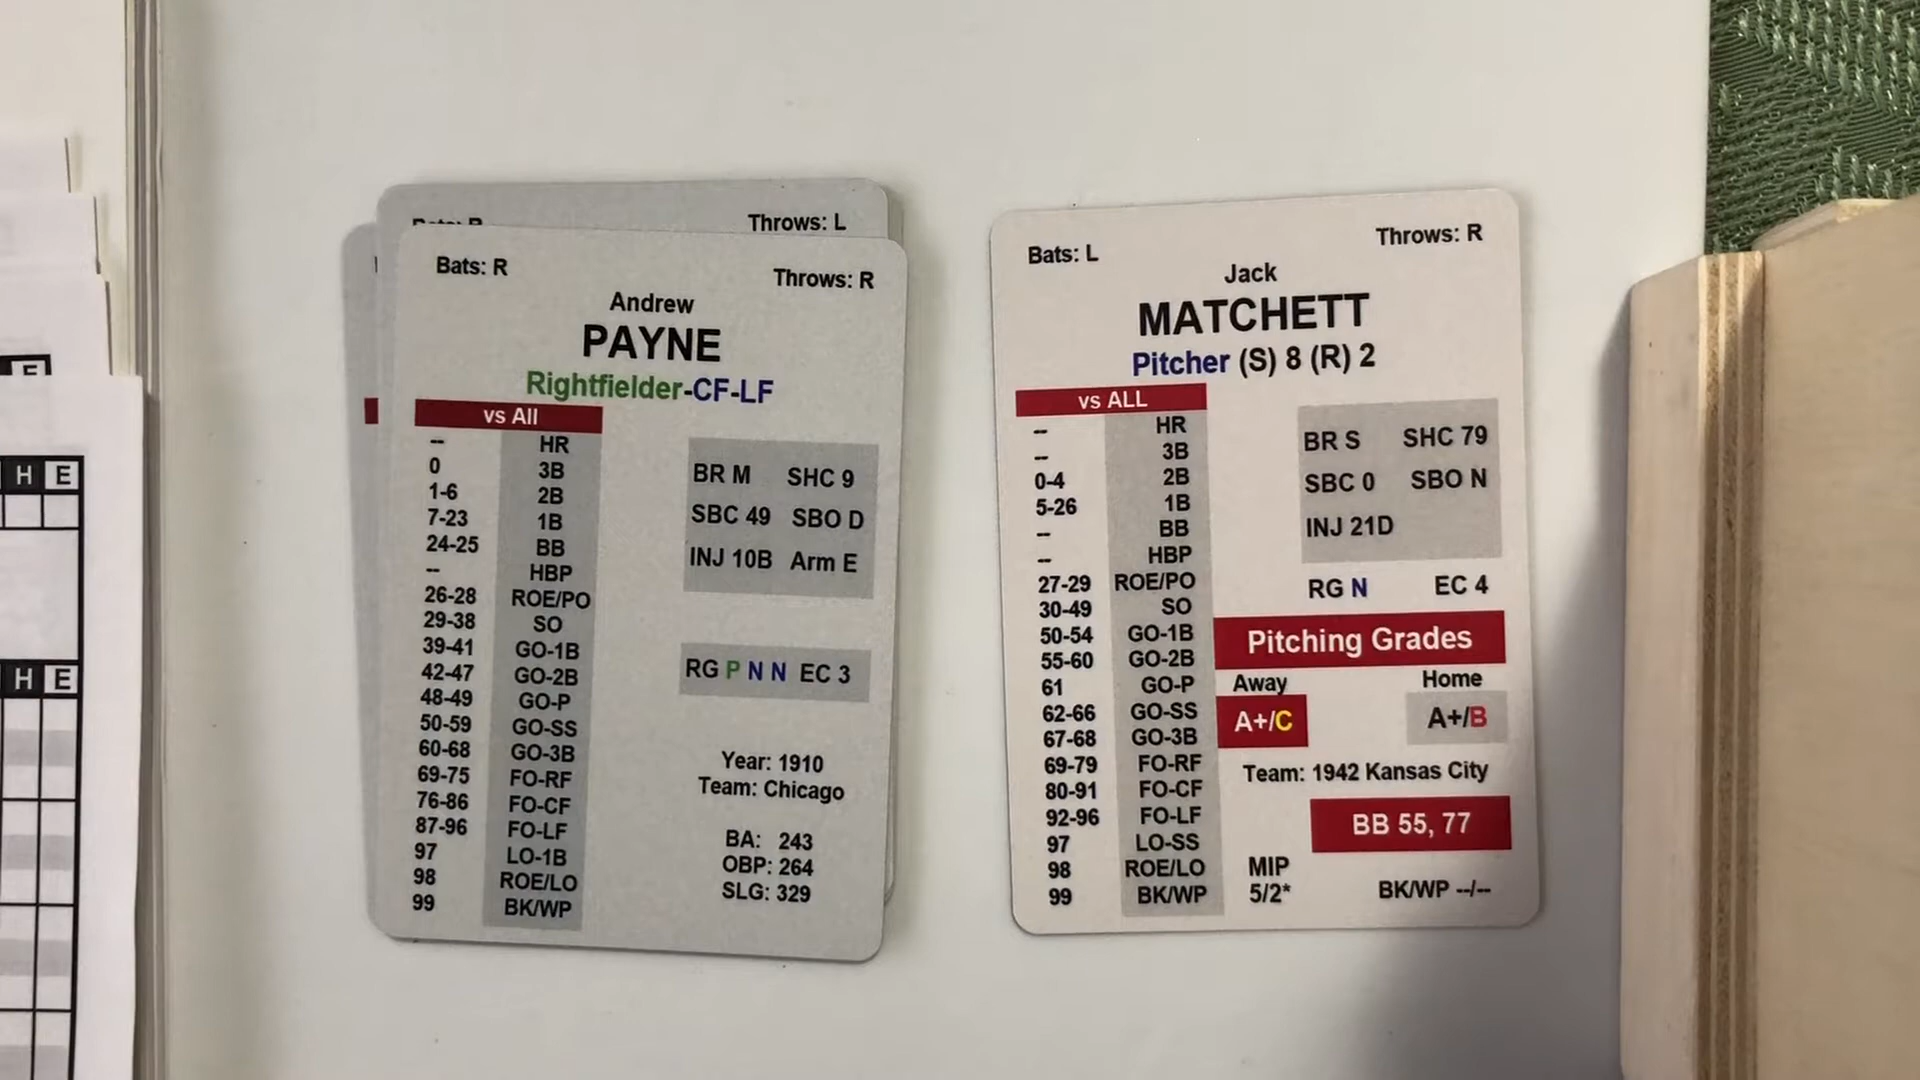 E
H E
H E
Throws: L
Bats: R Throws: R
Andrew
PAYNE
Rightfielder-CF-LF
vs All
-- HR
0 3B
1-6 2B
7-23 1B
24-25 BB
-- HBP
26-28 ROE/PO
29-38 SO
39-41 GO-1B
42-47 GO-2B
48-49 GO-P
50-59 GO-SS
60-68 GO-3B
69-75 FO-RF
76-86 FO-CF
87-96 FO-LF
97 LO-1B
98 ROE/LO
99 BK/WP
BR M SHC 9
SBC 49 SBO D
INJ 10B Arm E
RG P N N EC 3
Year: 1910
Team: Chicago
BA: 243
OBP: 264
SLG: 329
Bats: L Throws: R
Jack
MATCHETT
Pitcher (S) 8 (R) 2
vs ALL
-- HR
-- 3B
0-4 2B
5-26 1B
-- BB
-- HBP
27-29 ROE/PO
30-49 SO
50-54 GO-1B
55-60 GO-2B
61 GO-P
62-66 GO-SS
67-68 GO-3B
69-79 FO-RF
80-91 FO-CF
92-96 FO-LF
97 LO-SS
98 ROE/LO
99 BK/WP
BR S SHC 79
SBC 0 SBO N
INJ 21D
RG N EC 4
Pitching Grades
Away Home
A+/C A+/B
Team: 1942 Kansas City
BB 55, 77
MIP
5/2* BK/WP --/--